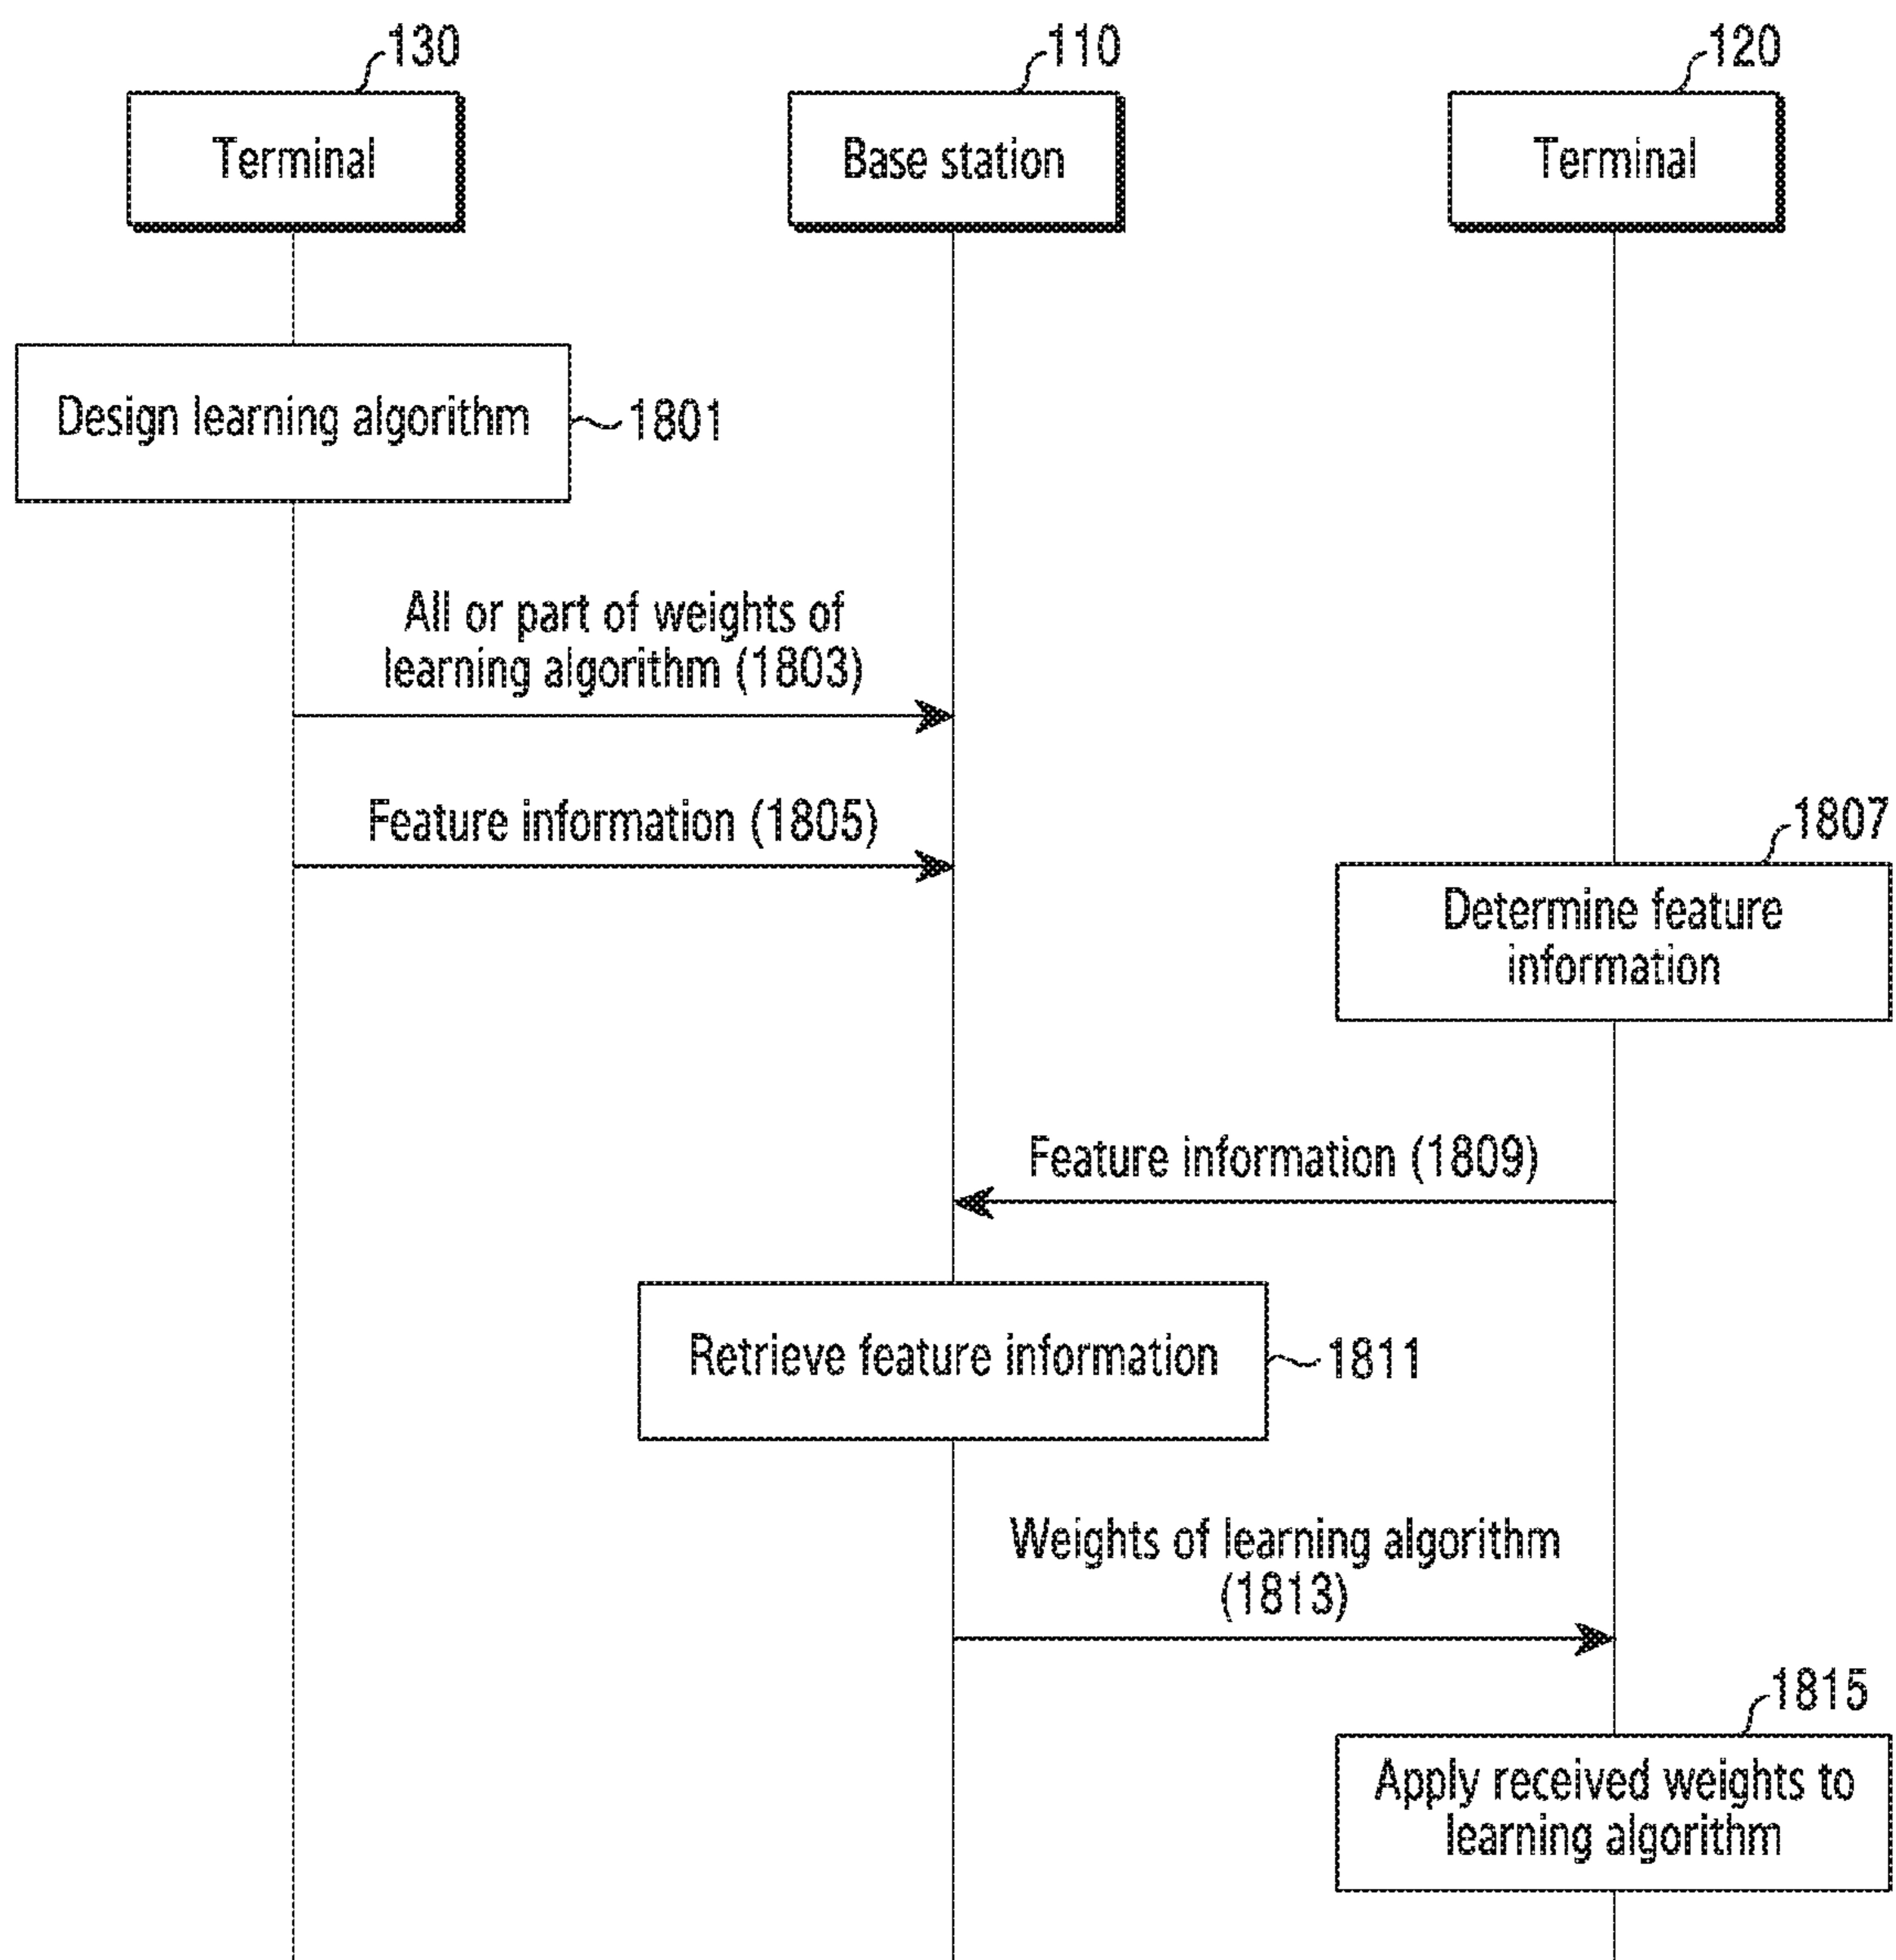 130
110
120
Terminal
Base station
Terminal
Design learning algorithm
1801
All or part of weights of
learning algorithm (1803)
Feature information (1805)
1807
Determine feature
information
Feature information (1809)
Retrieve feature information
1811
Weights of learning algorithm
(1813)
1815
Apply received weights to
learning algorithm